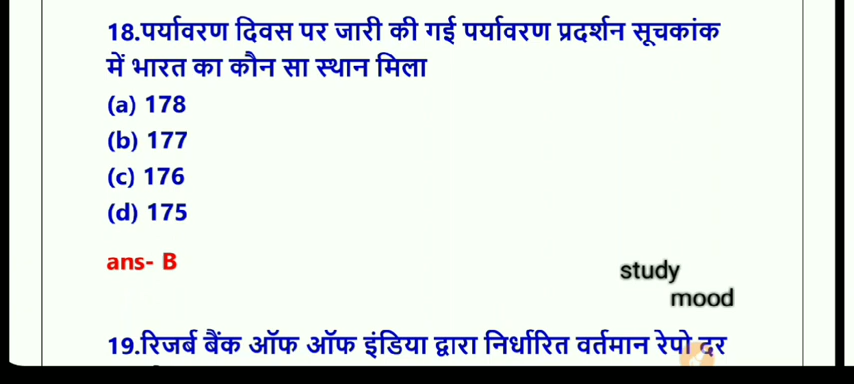 18.पर्यावरण दिवस पर जारी की गई पर्यावरण प्रदर्शन सूचकांक
में भारत का कौन सा स्थान मिला
(a) 178
(b) 177
(c) 176
(d) 175
ans- B
study
mood
19.रिजर्ब बैंक ऑफ ऑफ इंडिया द्वारा निर्धारित वर्तमान रेपो दर